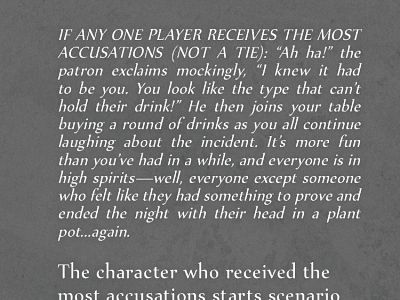 IF ANY ONE PLAYER RECEIVES THE MOST
ACCUSATIONS (NOT A TIE): “Ah ha!” the
patron exclaims mockingly, “I knew it had
to be you. You look like the type that can’t
hold their drink!” He then joins your table
buying a round of drinks as you all continue
laughing about the incident. It’s more fun
than you’ve had in a while, and everyone is in
high spirits—well, everyone except someone
who felt like they had something to prove and
ended the night with their head in a plant
pot...again.
The character who received the
most accusations starts scenario